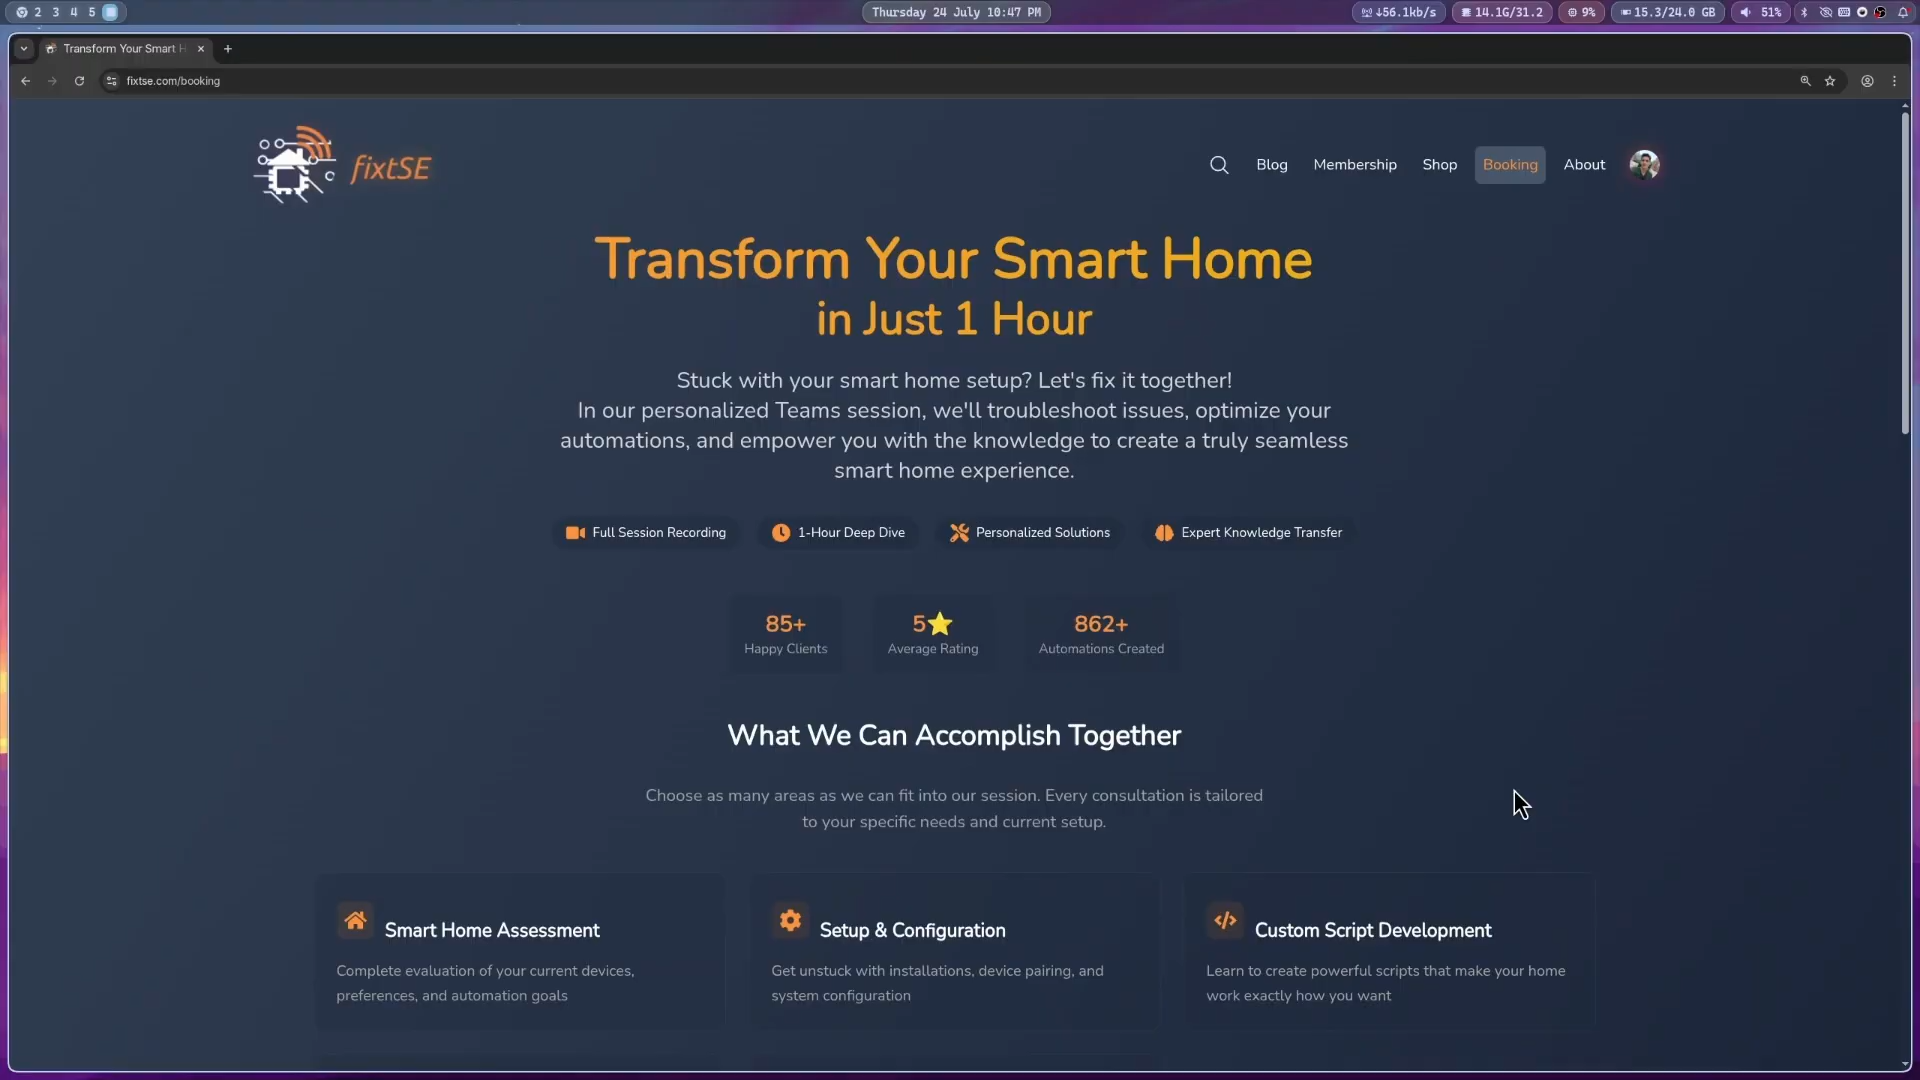 2 3 4 5
Thursday 24 July 10:47 PM
↓56.1kb/s
14.1G/31.2
9%
15.3/24.0 GB
51%
Transform Your Smart H
fixtse.com/booking
fixtSE
Blog
Membership
Shop
Booking
About
Transform Your Smart Home
in Just 1 Hour
Stuck with your smart home setup? Let's fix it together!
In our personalized Teams session, we'll troubleshoot issues, optimize your
automations, and empower you with the knowledge to create a truly seamless
smart home experience.
Full Session Recording
1-Hour Deep Dive
Personalized Solutions
Expert Knowledge Transfer
85+
Happy Clients
5⭐
Average Rating
862+
Automations Created
What We Can Accomplish Together
Choose as many areas as we can fit into our session. Every consultation is tailored
to your specific needs and current setup.
Smart Home Assessment
Complete evaluation of your current devices,
preferences, and automation goals
Setup & Configuration
Get unstuck with installations, device pairing, and
system configuration
Custom Script Development
Learn to create powerful scripts that make your home
work exactly how you want